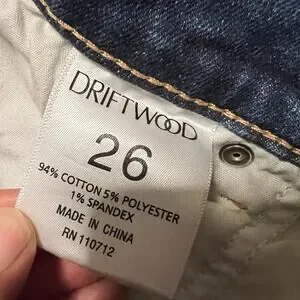 DRIFTWOOD
26
94% COTTON 5% POLYESTER
1% SPANDEX
MADE IN CHINA
RN 110712